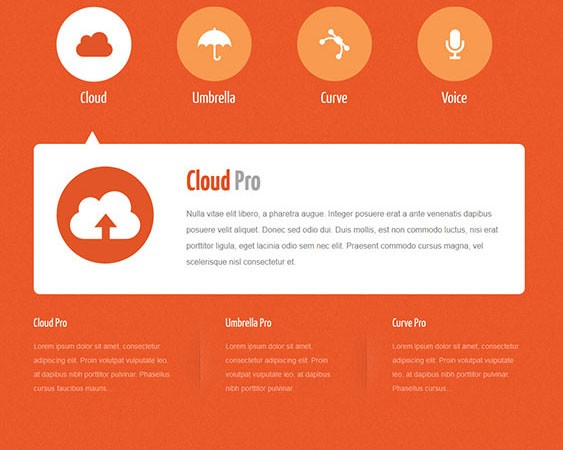 Cloud
Umbrella
Curve
Voice
Cloud Pro
Nulla vitae elit libero, a pharetra augue. Integer posuere erat a ante venenatis dapibus
posuere velit aliquet. Donec sed odio dui. Duis mollis, est non commodo luctus, nisi erat
porttitor ligula, eget lacinia odio sem nec elit. Praesent commodo cursus magna, vel
scelerisque nisl consectetur et.
Cloud Pro
Lorem ipsum dolor sit amet, consectetur
adipiscing elit. Proin volutpat vulputate leo,
at dapibus nibh porttitor pulvinar. Phasellus
cursus faucibus mauris...
Umbrella Pro
Lorem ipsum dolor sit amet,
consectetur adipiscing elit. Proin
volutpat vulputate leo, at dapibus
nibh porttitor pulvinar...
Curve Pro
Lorem ipsum dolor sit amet, consectetur
adipiscing elit. Proin volutpat vulputate leo,
at dapibus nibh porttitor pulvinar.
Phasellus cursus...